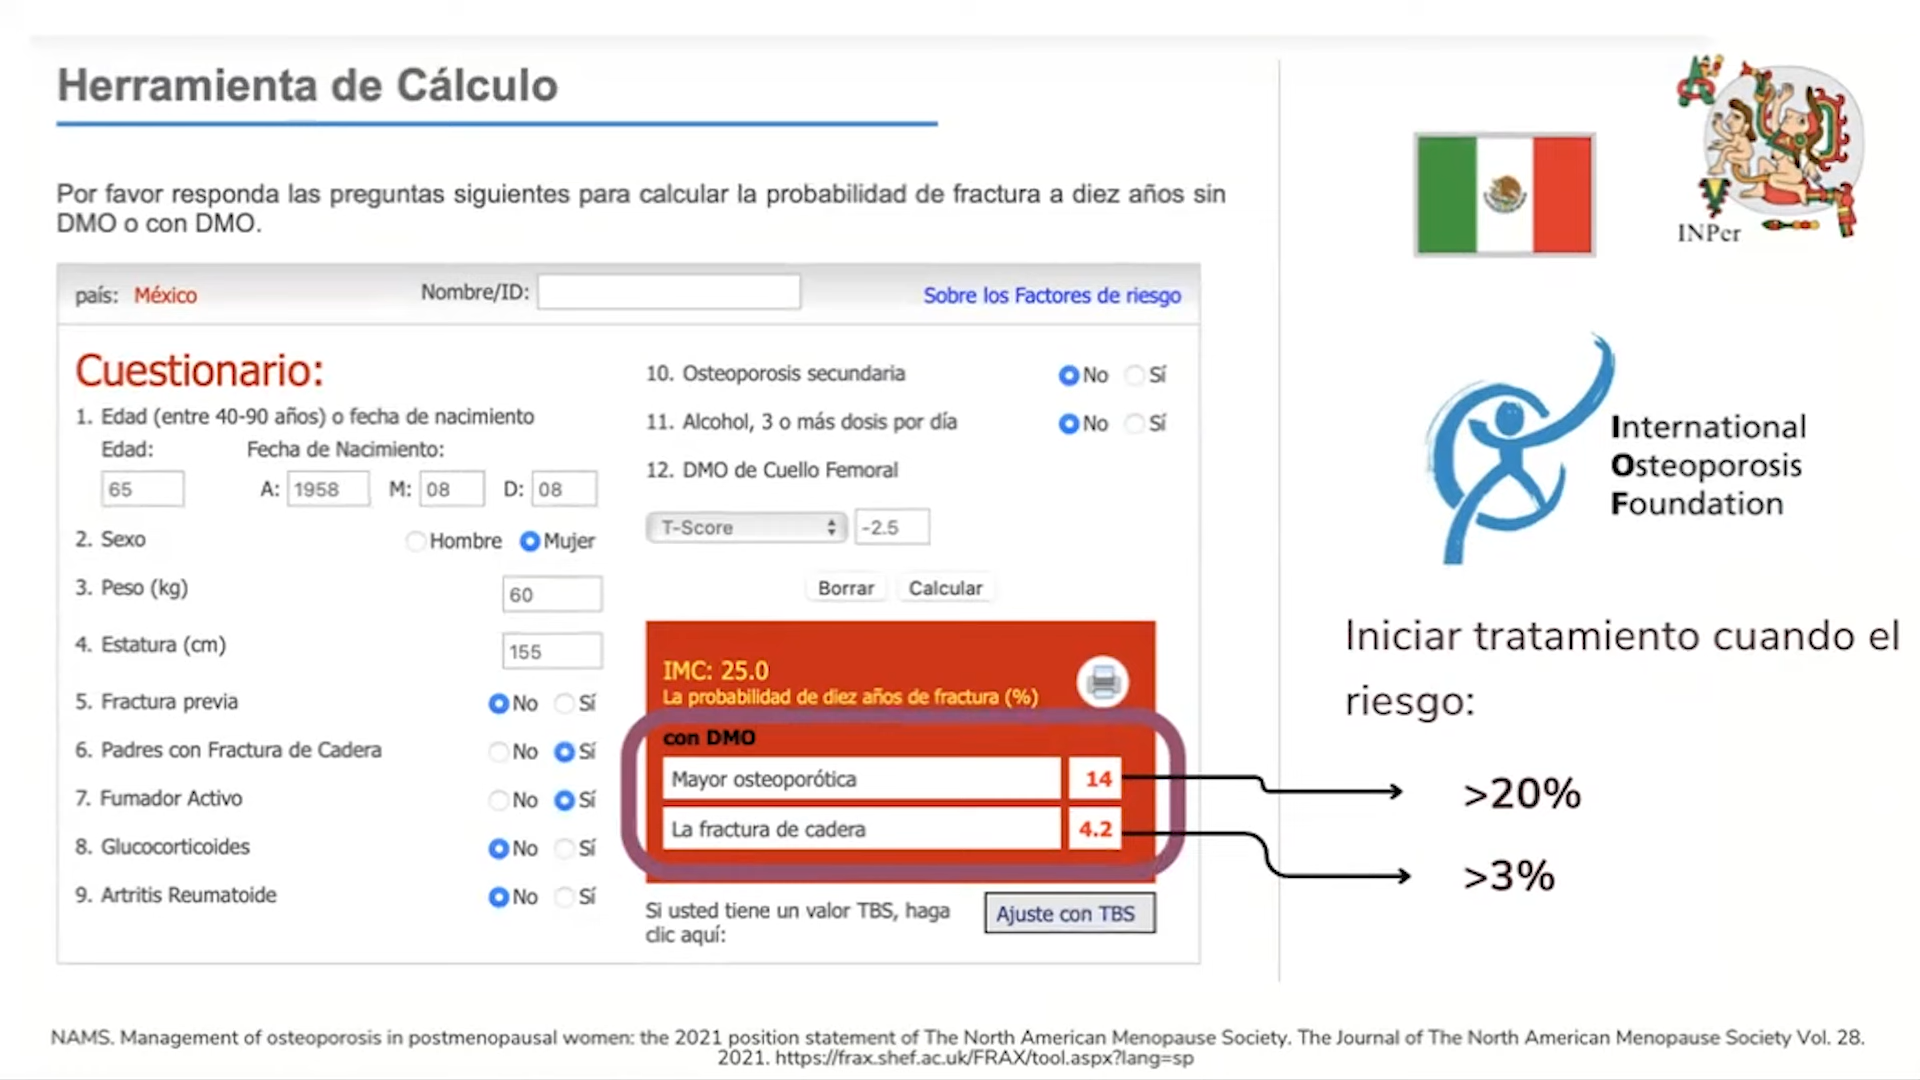 Herramienta de Cálculo
Por favor responda las preguntas siguientes para calcular la probabilidad de fractura a diez años sin
DMO o con DMO.
país: México
Nombre/ID:
Sobre los Factores de riesgo
Cuestionario:
1. Edad (entre 40-90 años) o fecha de nacimiento
Edad: Fecha de Nacimiento:
65 A: 1958 M: 08 D: 08
2. Sexo Hombre Mujer
3. Peso (kg) 60
4. Estatura (cm) 155
5. Fractura previa No Sí
6. Padres con Fractura de Cadera No Sí
7. Fumador Activo No Sí
8. Glucocorticoides No Sí
9. Artritis Reumatoide No Sí
10. Osteoporosis secundaria No Sí
11. Alcohol, 3 o más dosis por día No Sí
12. DMO de Cuello Femoral
T-Score -2.5
Borrar Calcular
IMC: 25.0
La probabilidad de diez años de fractura (%)
con DMO
Mayor osteoporótica 14
La fractura de cadera 4.2
Si usted tiene un valor TBS, haga
clic aquí:
Ajuste con TBS
INPer
International
Osteoporosis
Foundation
Iniciar tratamiento cuando el
riesgo:
>20%
>3%
NAMS. Management of osteoporosis in postmenopausal women: the 2021 position statement of The North American Menopause Society. The Journal of The North American Menopause Society Vol. 28.
2021. https://frax.shef.ac.uk/FRAX/tool.aspx?lang=sp